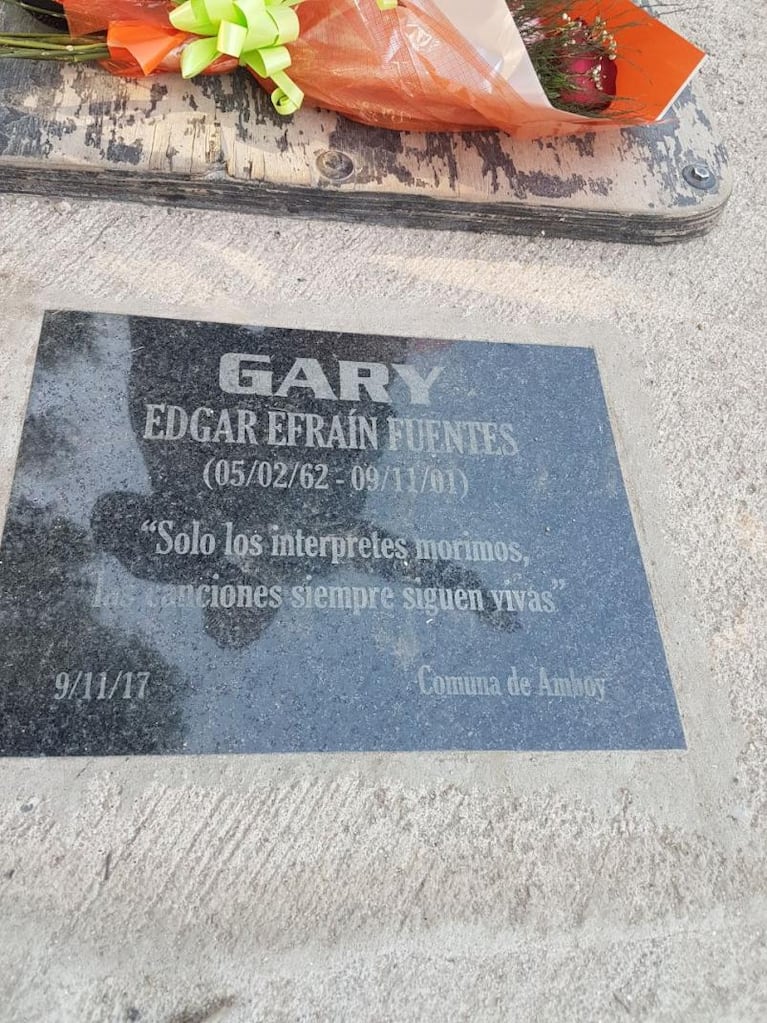 GARY
EDGAR EFRAÍN FUENTES
(05/02/62 - 09/11/01)
“Solo los interpretes morimos,
las canciones siempre siguen vivas”
9/11/17
Comuna de Amboy